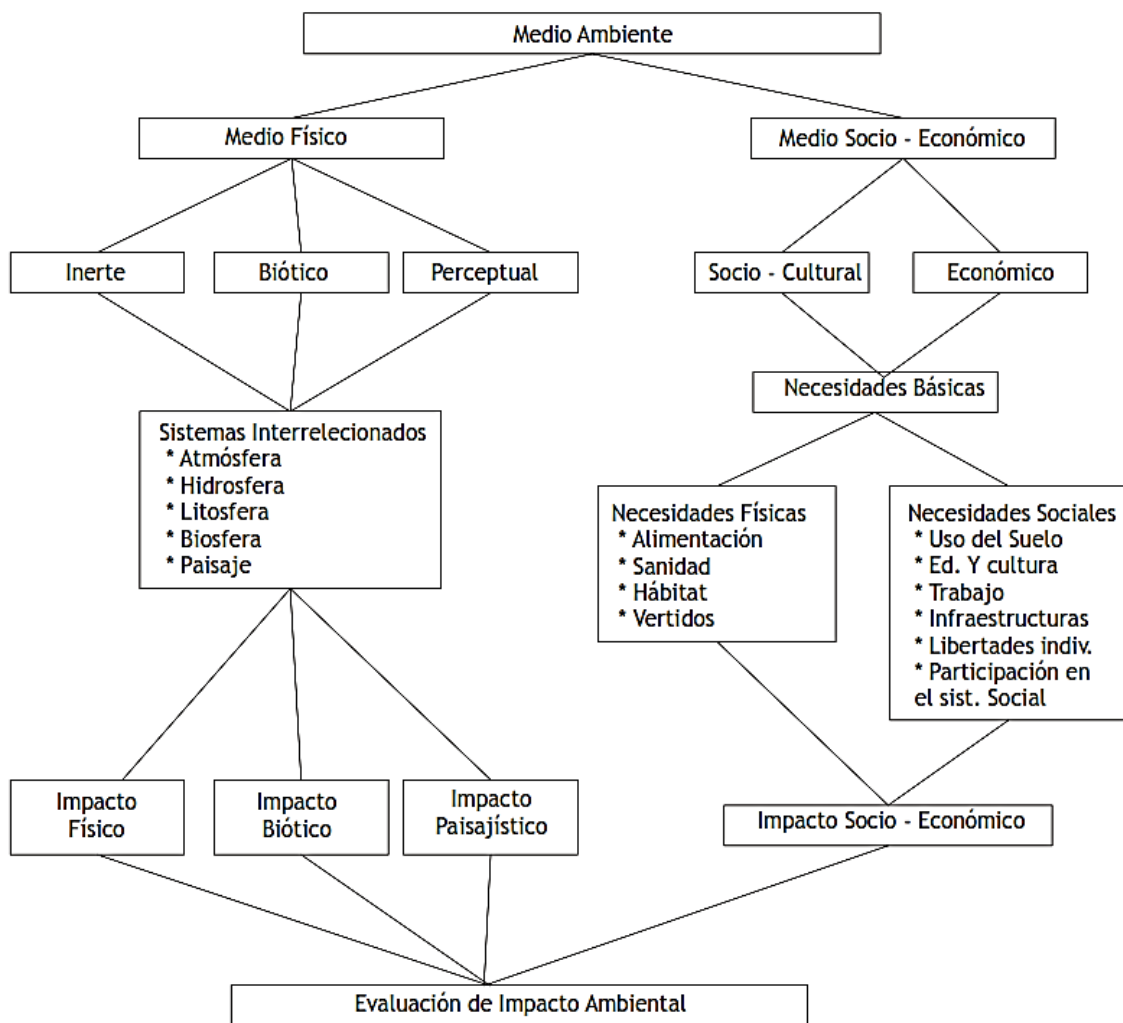 Medio Ambiente
Medio Físico
Medio Socio - Económico
Inerte
Biótico
Perceptual
Socio - Cultural
Económico
Necesidades Básicas
Sistemas Interrelecionados
* Atmósfera
* Hidrosfera
* Litosfera
* Biosfera
* Paisaje
Necesidades Físicas
* Alimentación
* Sanidad
* Hábitat
* Vertidos
Necesidades Sociales
* Uso del Suelo
* Ed. Y cultura
* Trabajo
* Infraestructuras
* Libertades indiv.
* Participación en
el sist. Social
Impacto
Físico
Impacto
Biótico
Impacto
Paisajístico
Impacto Socio - Económico
Evaluación de Impacto Ambiental